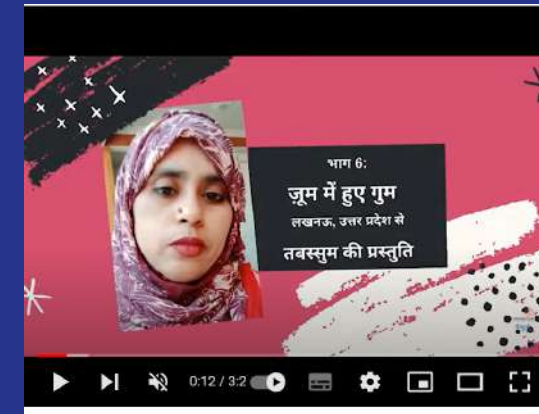 भाग 6:
ज़ूम में हुए गुम
लखनऊ, उत्तर प्रदेश से
तबस्सुम की प्रस्तुति
0:12 / 3:2